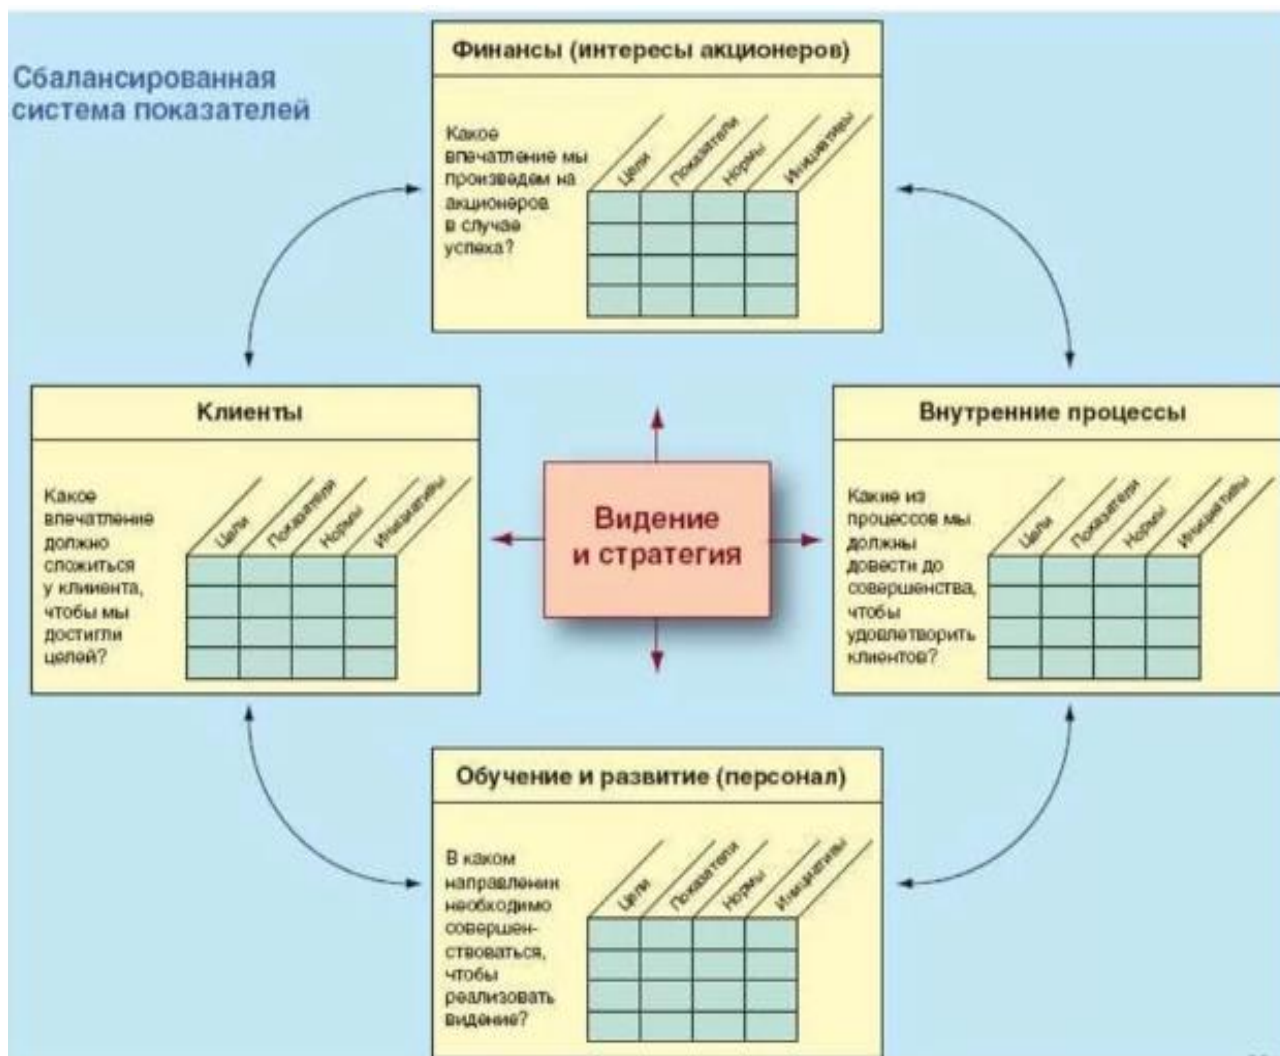 Сбалансированная
система показателей
Финансы (интересы акционеров)
Какое
впечатление мы
произведем на
акционеров
в случае
успеха?
Цели
Показатели
Нормы
Инициативы
Клиенты
Какое
впечатление
должно
сложиться
у клииента,
чтобы мы
достигли
целей?
Цели
Показатели
Нормы
Инициативы
Видение
и стратегия
Внутренние процессы
Какие из
процессов мы
должны
довести до
совершенства,
чтобы
удовлетворить
клиентов?
Цели
Показатели
Нормы
Инициативы
Обучение и развитие (персонал)
В каком
направлении
необходимо
совершен-
ствоваться,
чтобы
реализовать
видение?
Цели
Показатели
Нормы
Инициативы